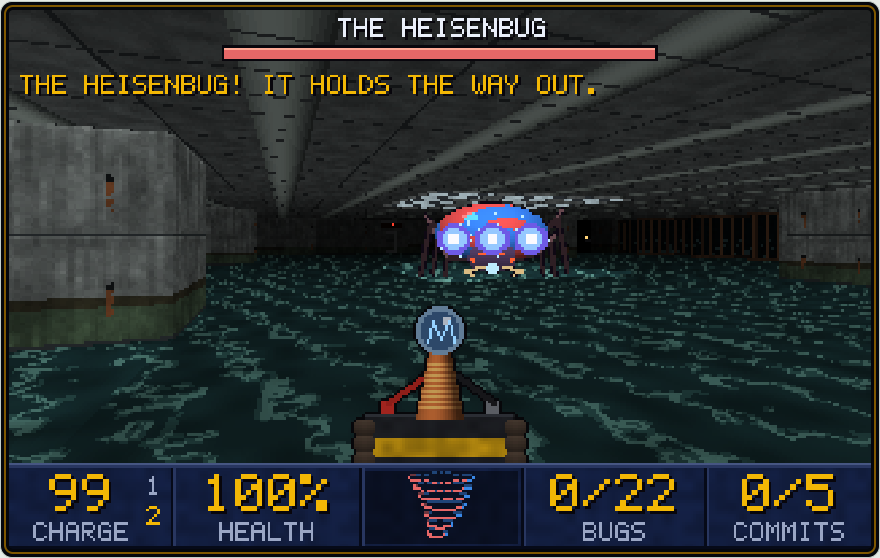 THE HEISENBUG
THE HEISENBUG! IT HOLDS THE WAY OUT.
M
99 1 100% 0/22 0/5
2
CHARGE HEALTH BUGS COMMITS